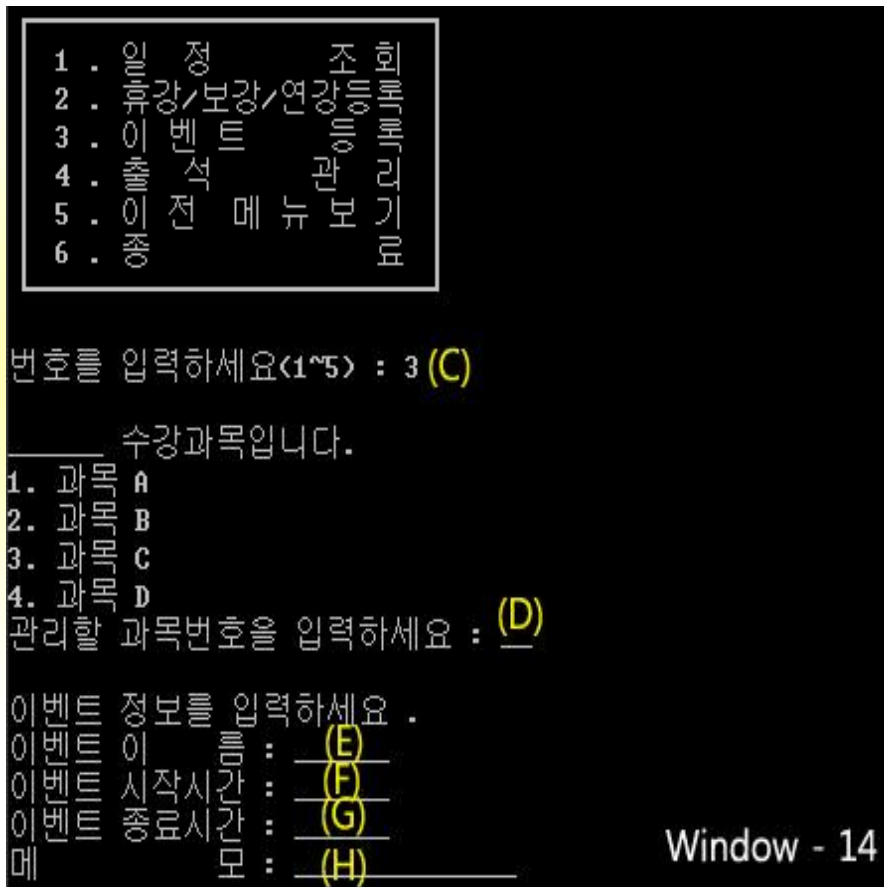 1 . 일 정 조 회
2 . 휴강/보강/연강등록
3 . 이 벤 트 등 록
4 . 출 석 관 리
5 . 이 전 메 뉴 보 기
6 . 종 료
번호를 입력하세요(1~5) : 3 (C)
______ 수강과목입니다.
1. 과목 A
2. 과목 B
3. 과목 C
4. 과목 D
관리할 과목번호을 입력하세요 : (D)
이벤트 정보를 입력하세요 .
이벤트 이 름 : (E)
이벤트 시작시간 : (F)
이벤트 종료시간 : (G)
메 모 : (H)
Window - 14